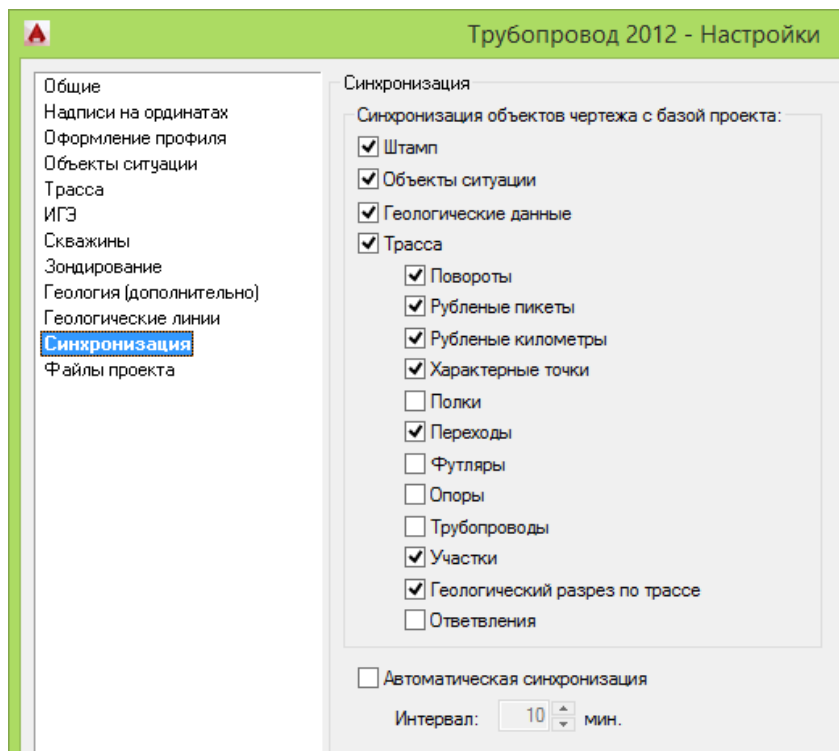 Трубопровод 2012 - Настройки
Общие
Надписи на ординатах
Оформление профиля
Объекты ситуации
Трасса
ИГЭ
Скважины
Зондирование
Геология (дополнительно)
Геологические линии
Синхронизация
Файлы проекта
Синхронизация
Синхронизация объектов чертежа с базой проекта:
Штамп
Объекты ситуации
Геологические данные
Трасса
Повороты
Рубленые пикеты
Рубленые километры
Характерные точки
Полки
Переходы
Футляры
Опоры
Трубопроводы
Участки
Геологический разрез по трассе
Ответвления
Автоматическая синхронизация
Интервал: 10 мин.